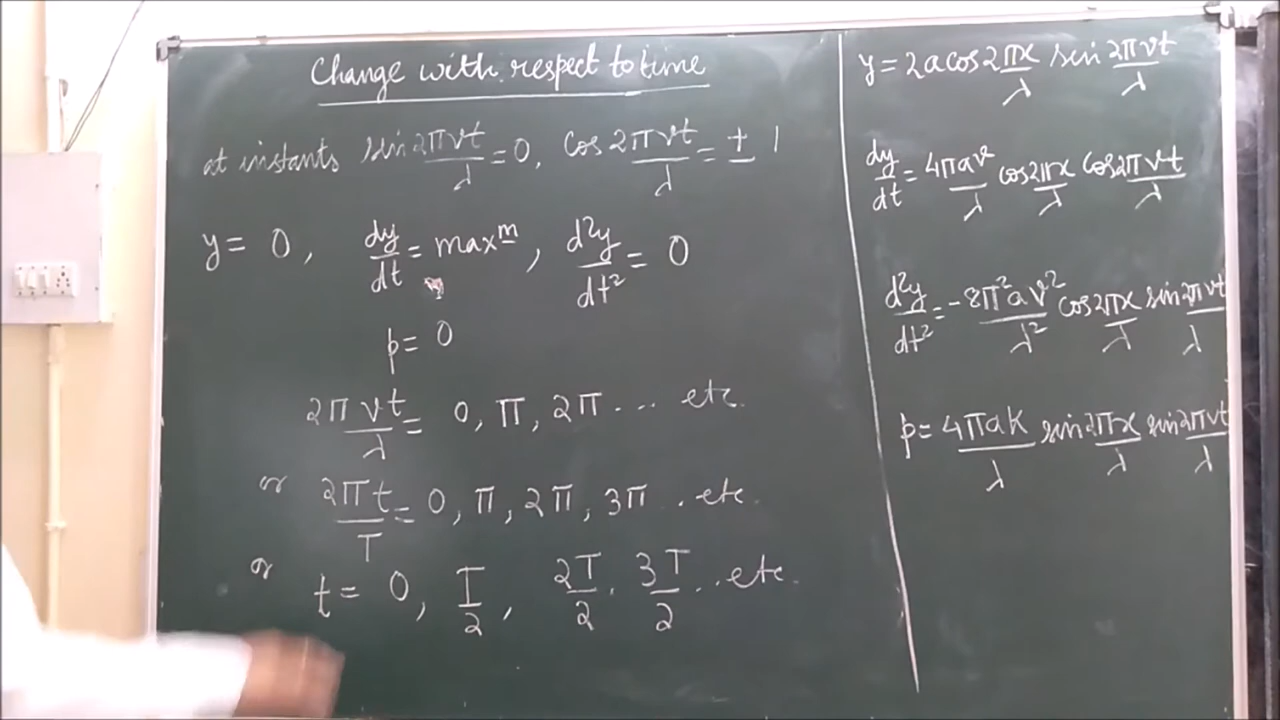 Change with respect to time
at instants sin 2πvt/λ = 0, cos 2πvt/λ = ± 1
y = 0, dy/dt = max^m, d²y/dt² = 0
p = 0
2πvt/λ = 0, π, 2π ... etc.
or 2πt/T = 0, π, 2π, 3π .. etc.
or t = 0, T/2, 2T/2 . 3T/2 .. etc.
y = 2a cos 2πx/λ sin 2πvt/λ
dy/dt = 4πav/λ cos 2πx/λ cos 2πvt/λ
d²y/dt² = -8π²av²/λ² cos 2πx/λ sin 2πvt/λ
p = 4πak/λ sin 2πx/λ sin 2πvt/λ